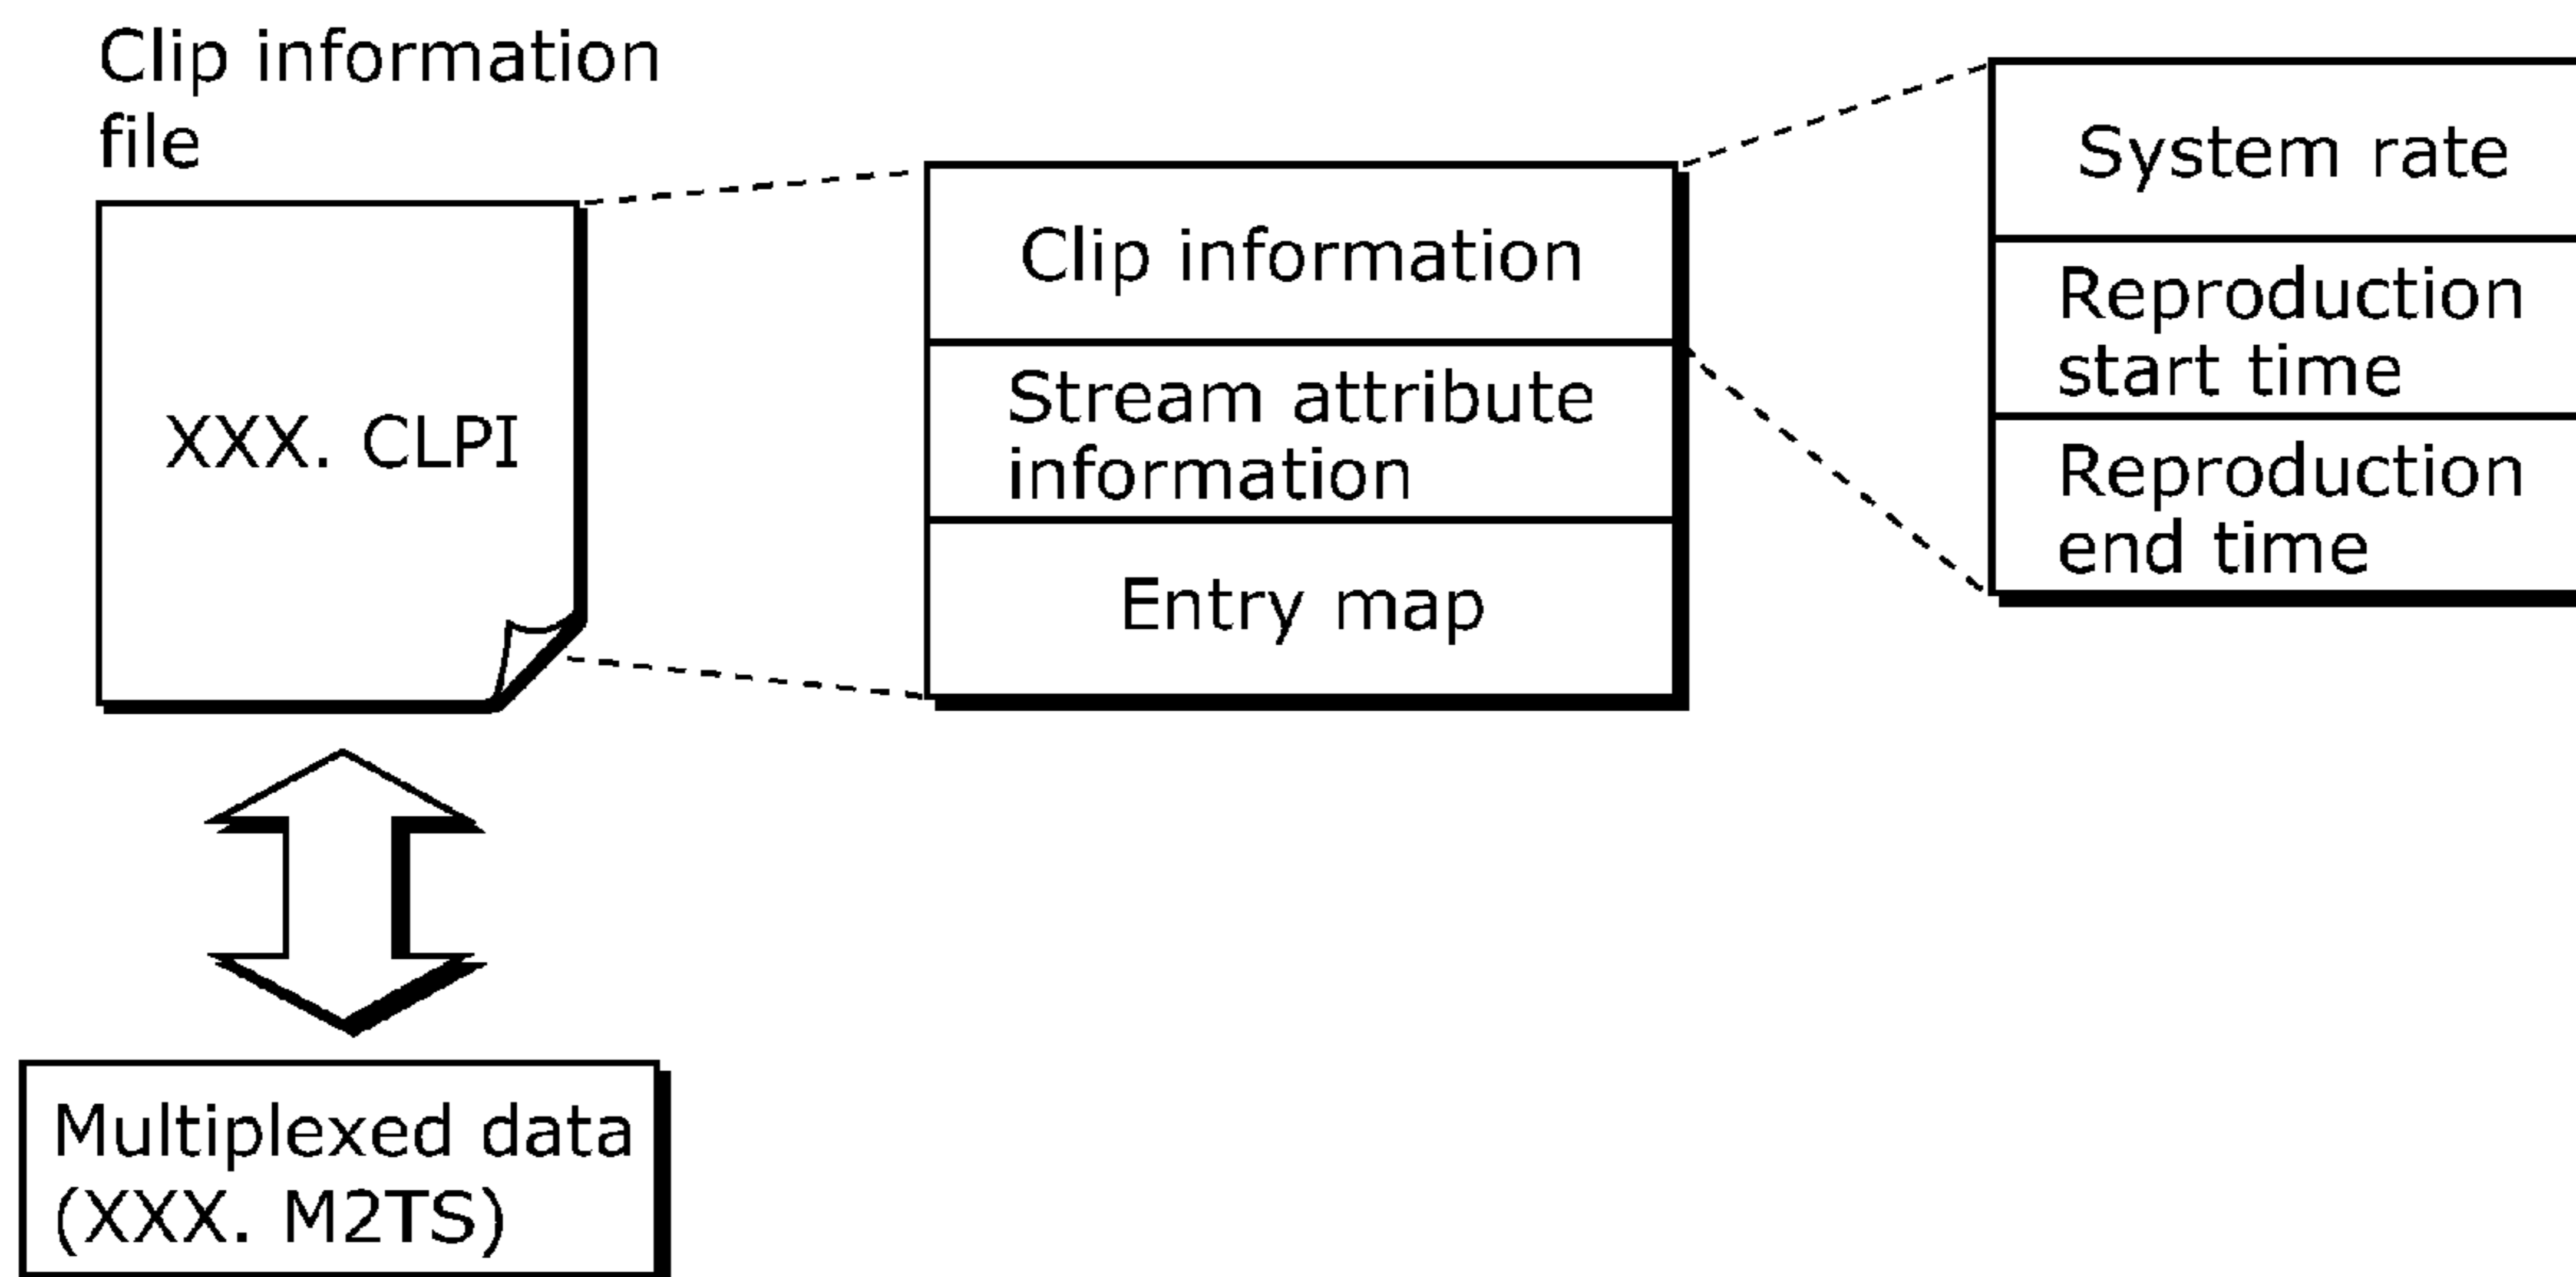 Clip information
file
XXX. CLPI
Clip information
Stream attribute
information
Entry map
System rate
Reproduction
start time
Reproduction
end time
Multiplexed data
(XXX. M2TS)